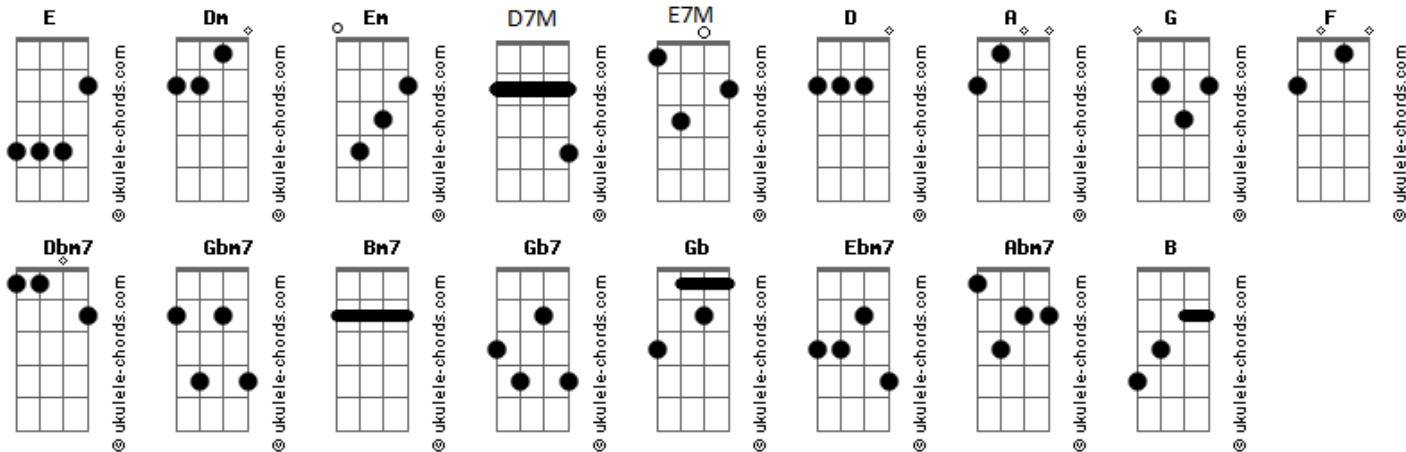 E Dm Em D7M E7M D A G F
© ukulele-chords.com © ukulele-chords.com © ukulele-chords.com © ukulele-chords.com © ukulele-chords.com © ukulele-chords.com © ukulele-chords.com © ukulele-chords.com © ukulele-chords.com
Dbm7 Gbm7 Bm7 Gb7 Gb Ebm7 Abm7 B
© ukulele-chords.com © ukulele-chords.com © ukulele-chords.com © ukulele-chords.com © ukulele-chords.com © ukulele-chords.com © ukulele-chords.com © ukulele-chords.com